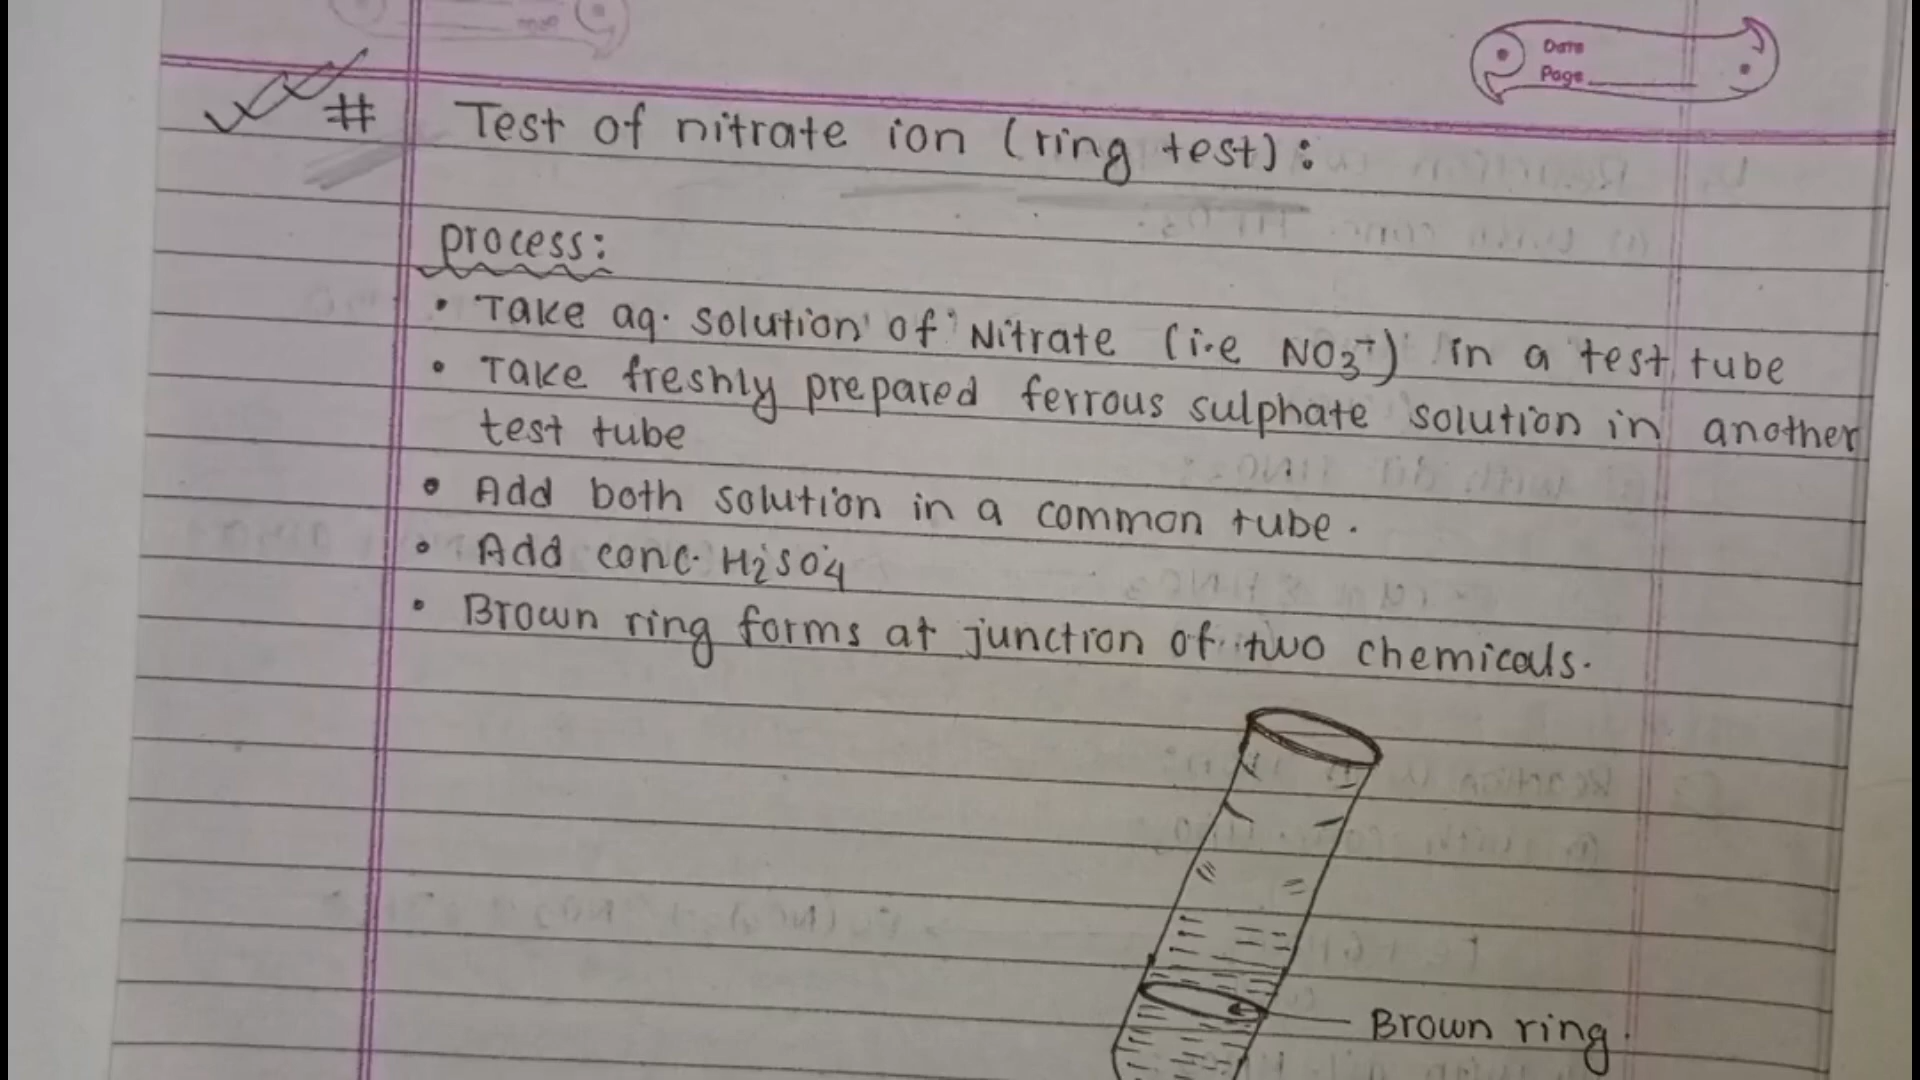 Date
Page
# Test of nitrate ion (ring test):
process:
• Take aq. solution of Nitrate (i.e NO3⁻) in a test tube
• Take freshly prepared ferrous sulphate solution in another
test tube
• Add both solution in a common tube.
• Add conc. H2SO4
• Brown ring forms at junction of two chemicals.
Brown ring.